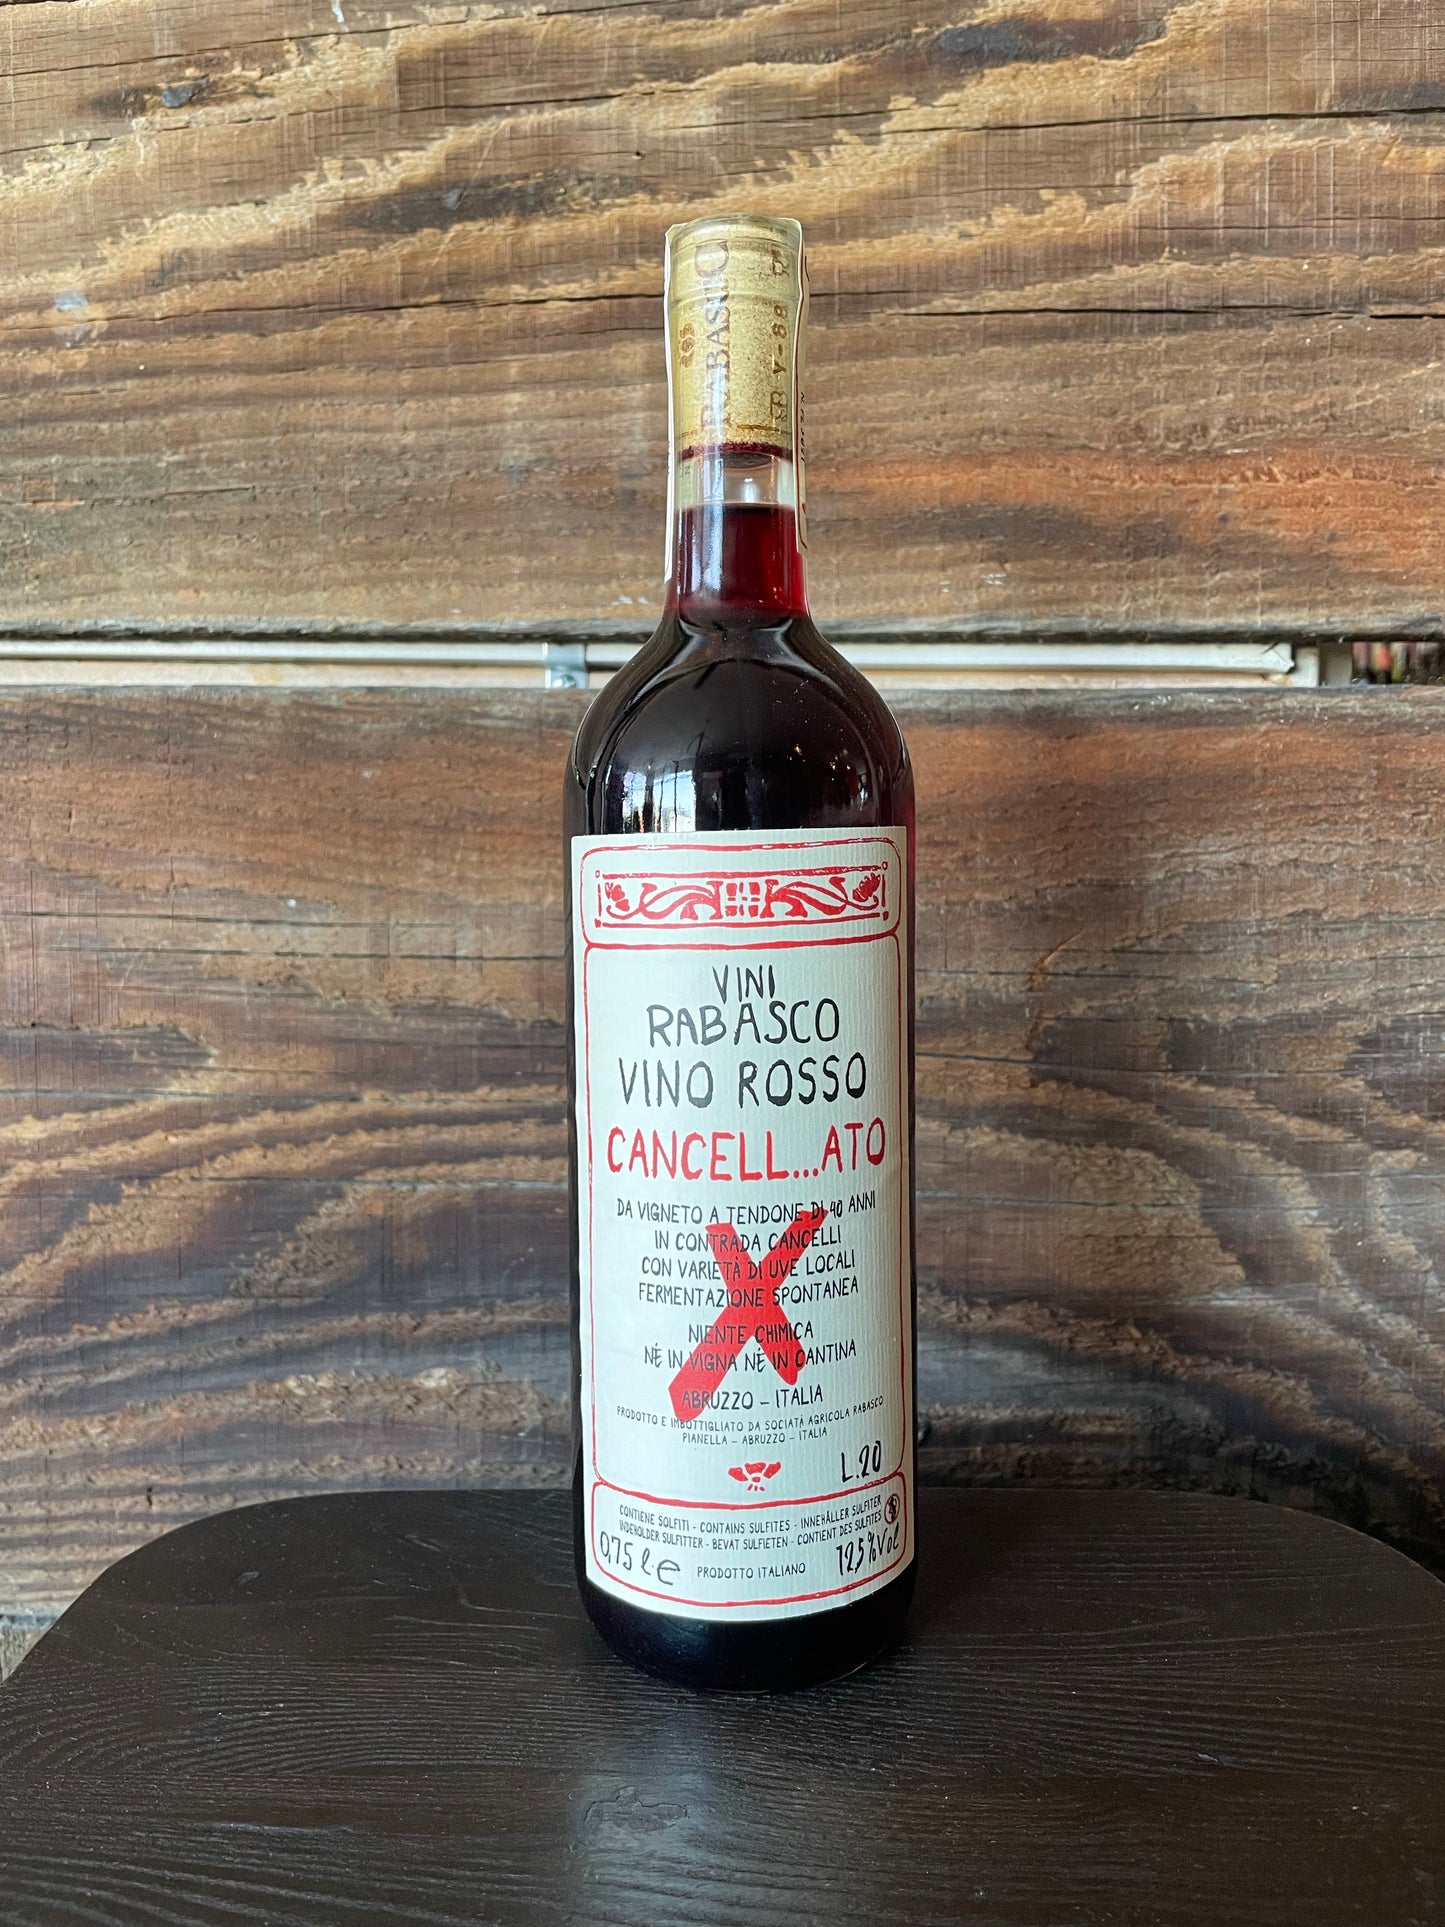 RABASCO
VINI
RABASCO
VINO ROSSO
CANCELL...ATO
DA VIGNETO A TENDONE DI 40 ANNI
IN CONTRADA CANCELLI
CON VARIETÀ DI UVE LOCALI
FERMENTAZIONE SPONTANEA
NIENTE CHIMICA
NÈ IN VIGNA NÈ IN CANTINA
ABRUZZO – ITALIA
PRODOTTO E IMBOTTIGLIATO DA SOCIATÀ AGRICOLA RABASCO
PIANELLA – ABRUZZO – ITALIA
L.20
CONTIENE SOLFITI - CONTAINS SULFITES - INNEHÅLLER SULFITER
INDEHOLDER SULFITTER - BEVAT SULFIETEN - CONTIENT DES SULFITES
0,75 l. e PRODOTTO ITALIANO 12,5%Vol